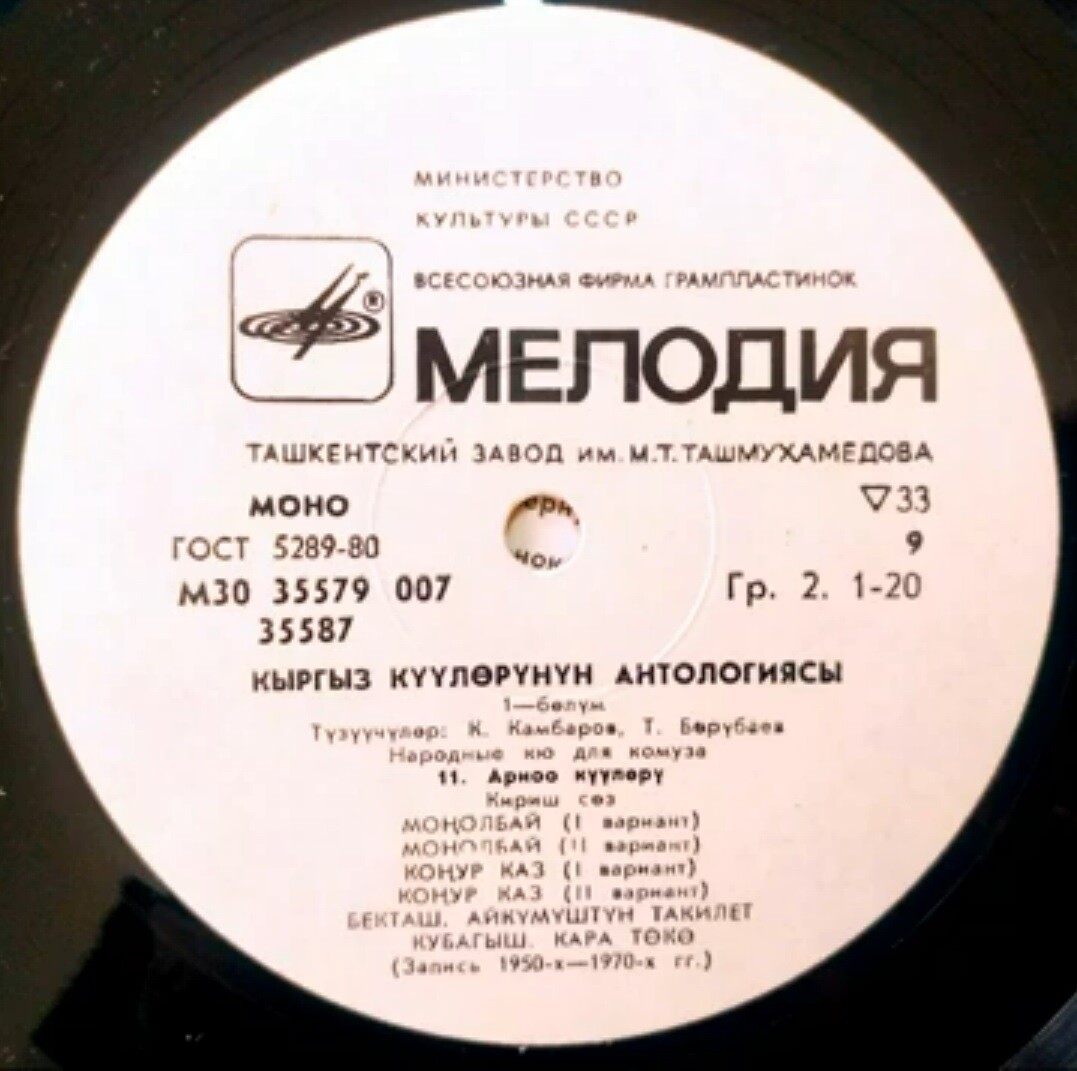 МИНИСТЕРСТВО
КУЛЬТУРЫ СССР
ВСЕСОЮЗНАЯ ФИРМА ГРАМПЛАСТИНОК
®
МЕЛОДИЯ
ТАШКЕНТСКИЙ ЗАВОД им. М.Т. ТАШМУХАМЕДОВА
МОНО ▽33
ГОСТ 5289-80 9
М30 35579 007 Гр. 2. 1-20
35587
КЫРГЫЗ КҮҮЛӨРҮНҮН АНТОЛОГИЯСЫ
1—бөлүм
Түзүүчүлөр: К. Камбаров, Т. Бөрүбаев
Народные кю для комуза
11. Арноо күүлөрү
Кириш сөз
МОҢОЛБАЙ (I вариант)
МОҢОЛБАЙ (II вариант)
КОҢУР КАЗ (I вариант)
КОҢУР КАЗ (II вариант)
БЕКТАШ. АЙКҮМҮШТҮН ТАКИЛЕТ
КУБАГЫШ. КАРА ТӨКӨ
(Запись 1950-х—1970-х гг.)